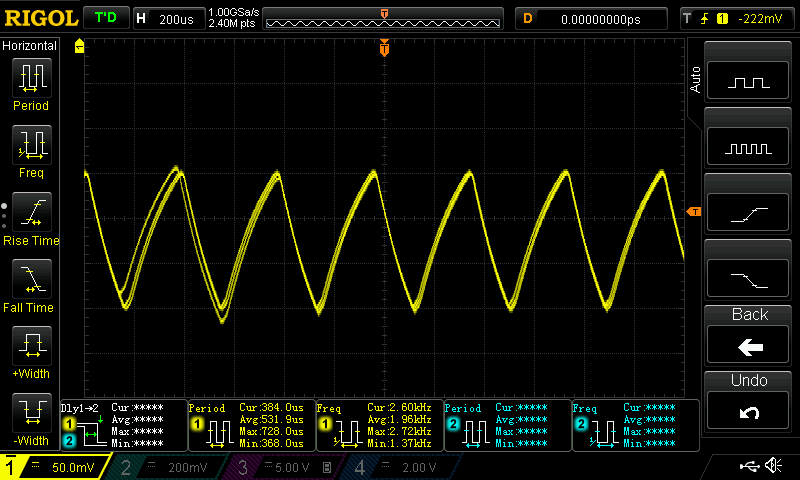 RIGOL T'D H 200us 1.00GSa/s 2.40M pts T D 0.00000000ps T 1 -222mV
Horizontal
T
Auto
Period
Freq
Rise Time
T
Fall Time
+Width
-Width
Back
Undo
Dly1→2 Cur:***** Period Cur:384.0us Freq Cur:2.60kHz Period Cur:***** Freq Cur:*****
1 Avg:***** 1 Avg:531.9us 1 Avg:1.96kHz 2 Avg:***** 2 Avg:*****
2 Max:***** Max:728.0us Max:2.72kHz Max:***** Max:*****
Min:***** Min:368.0us Min:1.37kHz Min:***** Min:*****
1 50.0mV 2 200mV 3 5.00 V B 4 2.00 V